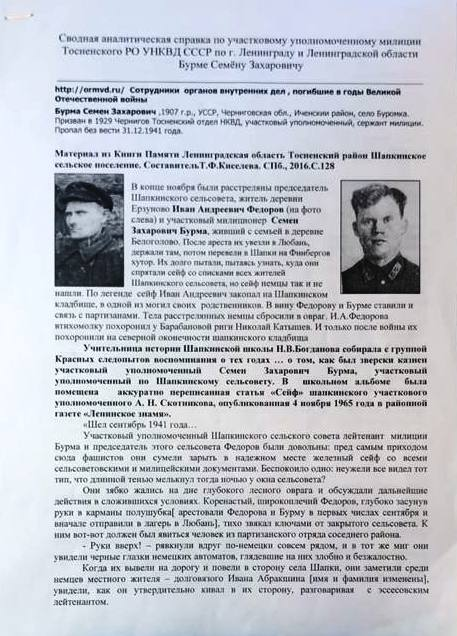 Сводная аналитическая справка по участковому уполномоченному милиции
Тосненского РО УНКВД СССР по г. Ленинграду и Ленинградской области
Бурме Семёну Захаровичу
http://ormvd.ru/ Сотрудники органов внутренних дел , погибшие в годы Великой
Отечественной войны
Бурма Семен Захарович ,1907 г.р., УССР, Черниговская обл., Иченский район, село Буромка.
Призван в 1929 Чернигов Тосненский отдел НКВД, участковый уполномоченный, сержант милиции.
Пропал без вести 31.12.1941 года.
Материал из Книги Памяти Ленинградская область Тосненский район Шапкинское
сельское поселение. Составитель Т.Ф.Киселева. СПб., 2016.С.128
В конце ноября были расстреляны председатель
Шапкинского сельсовета, житель деревни
Ерзуново Иван Андреевич Федоров (на фото
слева) и участковый милиционер Семен
Захарович Бурма, живший с семьей в деревне
Белоголово. После ареста их увезли в Любань,
держали там, потом перевели в Шапки на Финбергов
хутор. Их долго пытали, пытаясь узнать, куда они
спрятали сейф со списками всех жителей
Шапкинского сельсовета, но сейф немцы так и не
нашли. По легенде сейф Иван Андреевич закопал на Шапкинском
кладбище, в одной из могил своих родственников. В вину Федорову и Бурме ставили и
связь с партизанами. Тела расстрелянных немцы сбросили в овраг. И.А.Федорова
втихомолку похоронил у Барабановой риги Николай Катышев. И только после войны их
похоронили на северной оконечности шапкинского кладбища
Учительница истории Шапкинской школы Н.В.Богданова собирала с группой
Красных следопытов воспоминания о тех годах … о том, как был зверски казнен
участковый уполномоченный Семен Захарович Бурма, участковый
уполномоченный по Шапкинскому сельсовету. В школьном альбоме была
помещена аккуратно переписанная статья «Сейф» шапкинского участкового
уполномоченного А. Н. Скотникова, опубликованная 4 ноября 1965 года в районной
газете «Ленинское знамя».
«Шел сентябрь 1941 года…
Участковый уполномоченный Шапкинского сельского совета лейтенант милиции
Бурма и председатель этого сельсовета Федоров были довольны: пред самым приходом
сюда фашистов они сумели зарыть в надежном месте железный сейф со всеми
сельсоветовскими и милицейскими документами. Беспокоило одно: неужели все видел тот
тип, что длинной тенью мелькнул тогда ночью у окна сельсовета?
Они зябко жались на дне глубокого лесного оврага и обсуждали дальнейшие
действия в сложившихся условиях. Коренастый, широкоплечий Федоров, глубоко засунув
руки в карманы полушубка[ арестовали Федорова и Бурму в первых числах сентября и
вначале отправили в лагерь в Любань], тихо звякал ключами от закрытого сельсовета. К
ним вот-вот должен был явиться человек из партизанского отряда соседнего района.
- Руки вверх! – рявкнули вдруг по-немецки совсем рядом, и в тот же миг они
увидели черные глазки немецких автоматов, глядевшие на них злобно и безжалостно.
Когда их вывели на дорогу и повели в сторону села Шапки, они заметили среди
немцев местного жителя – долговязого Ивана Абракшина [имя и фамилия изменены],
увидели, как он утвердительно кивал в их сторону, разговаривая с эссесовским
лейтенантом.